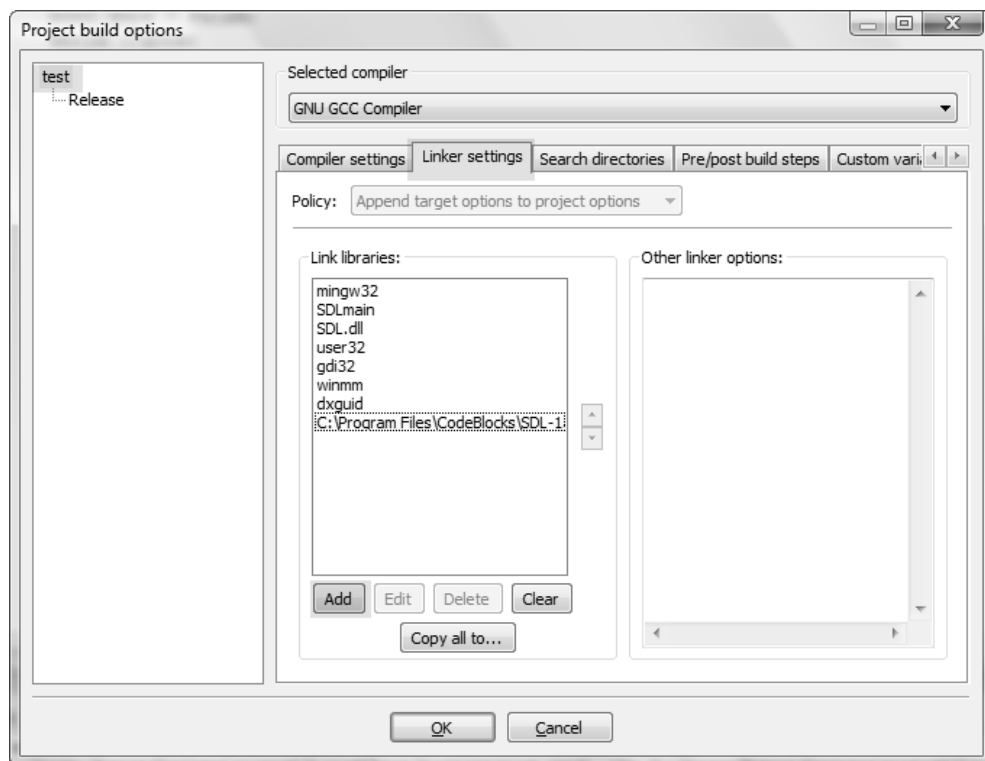 Project build options
test
Release
Selected compiler
GNU GCC Compiler
Compiler settings
Linker settings
Search directories
Pre/post build steps
Custom vari
Policy:
Append target options to project options
Link libraries:
mingw32
SDLmain
SDL.dll
user32
gdi32
winmm
dxguid
C:\Program Files\CodeBlocks\SDL-1
Add
Edit
Delete
Clear
Copy all to...
Other linker options:
OK
Cancel